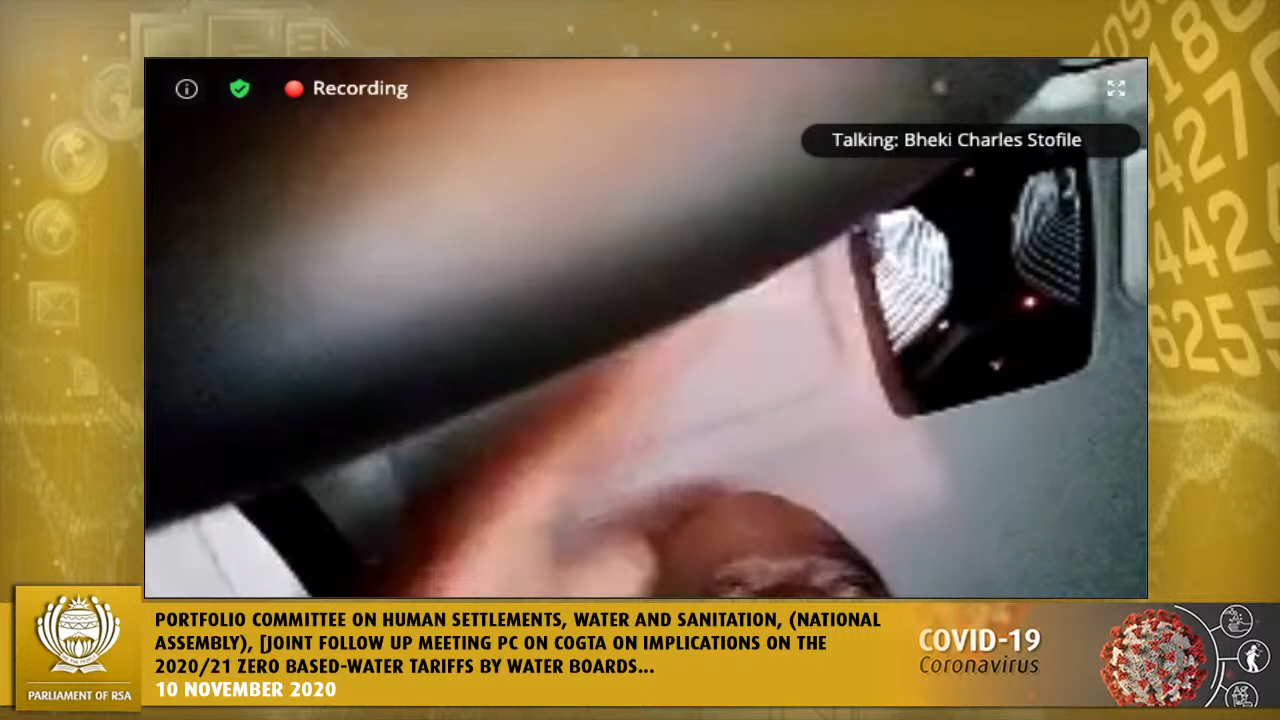 Recording
Talking: Bheki Charles Stofile
PORTFOLIO COMMITTEE ON HUMAN SETTLEMENTS, WATER AND SANITATION, (NATIONAL
ASSEMBLY), [JOINT FOLLOW UP MEETING PC ON COGTA ON IMPLICATIONS ON THE
2020/21 ZERO BASED-WATER TARIFFS BY WATER BOARDS...
10 NOVEMBER 2020
PARLIAMENT OF RSA
COVID-19
Coronavirus